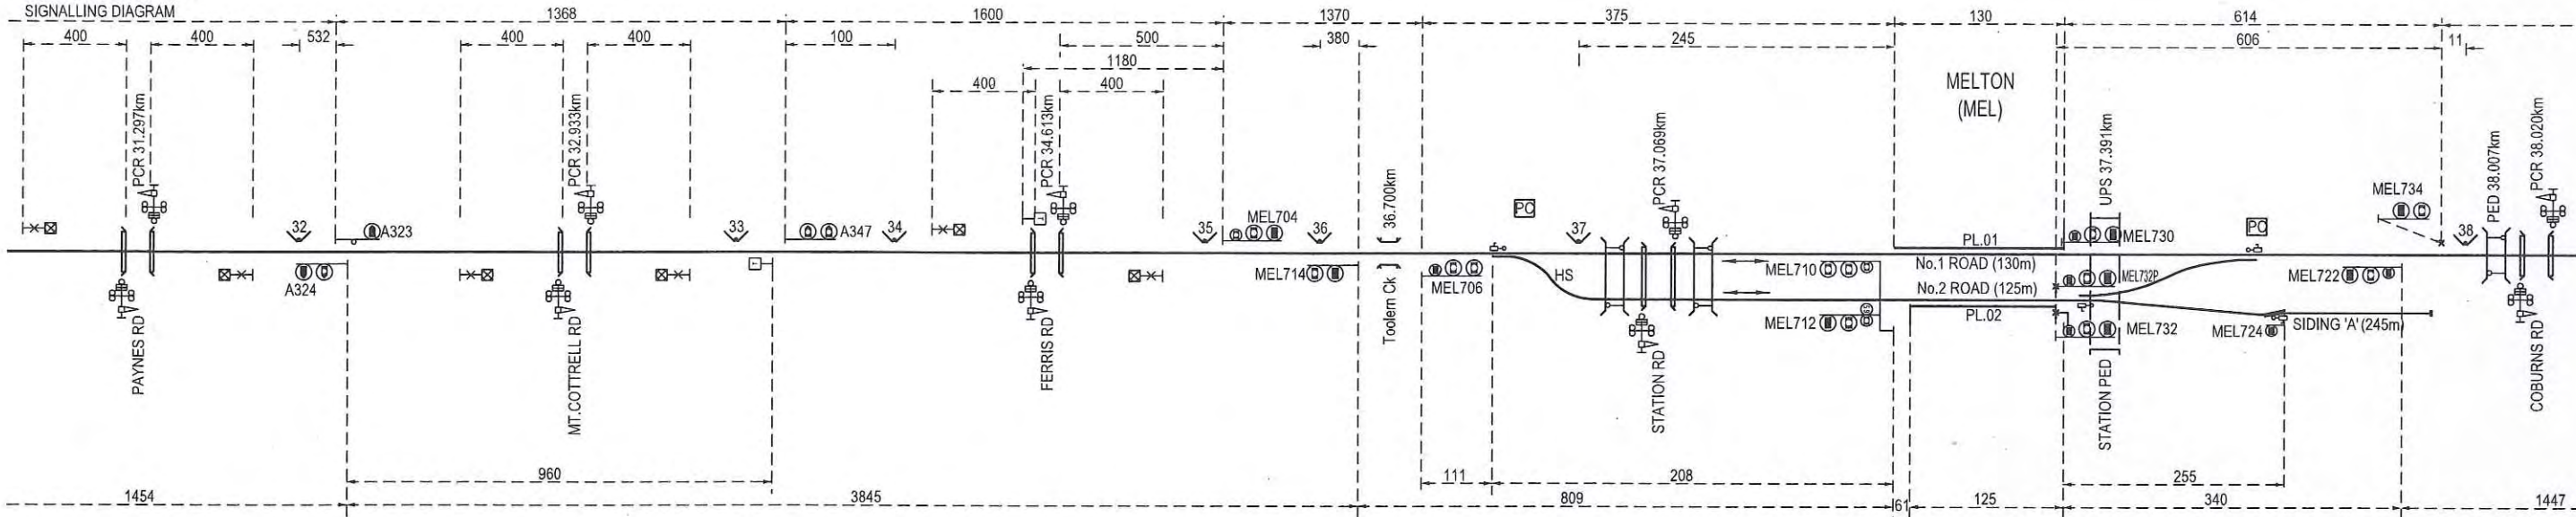 SIGNALLING DIAGRAM
1368
1600
1370
375
130
614
400
400
532
400
400
100
500
380
245
606
11
1180
400
400
MELTON
(MEL)
PCR 31.297km
PCR 32.933km
PCR 34.613km
36.700km
PCR 37.069km
UPS 37.391km
PED 38.007km
PCR 38.020km
MEL734
PC
PC
32
A323
33
A347
34
35
MEL704
36
37
38
PL.01
MEL730
A324
T
T
MEL714
MEL706
HS
MEL710
No.1 ROAD (130m)
MEL732P
MEL722
No.2 ROAD (125m)
MEL712
PL.02
MEL732
MEL724
SIDING 'A' (245m)
PAYNES RD
MT.COTTRELL RD
FERRIS RD
Toolern Ck
STATION RD
STATION PED
COBURNS RD
960
111
208
255
1454
3845
809
61
125
340
1447